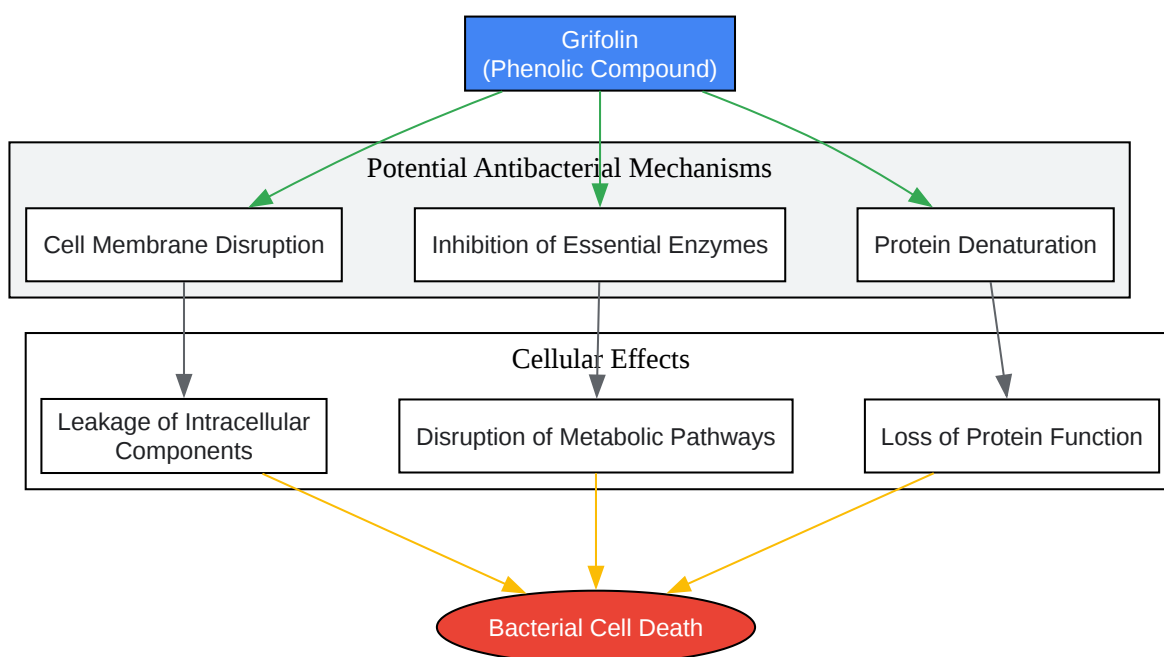 Grifolin
(Phenolic Compound)
Potential Antibacterial Mechanisms
Cell Membrane Disruption
Inhibition of Essential Enzymes
Protein Denaturation
Cellular Effects
Leakage of Intracellular
Components
Disruption of Metabolic Pathways
Loss of Protein Function
Bacterial Cell Death